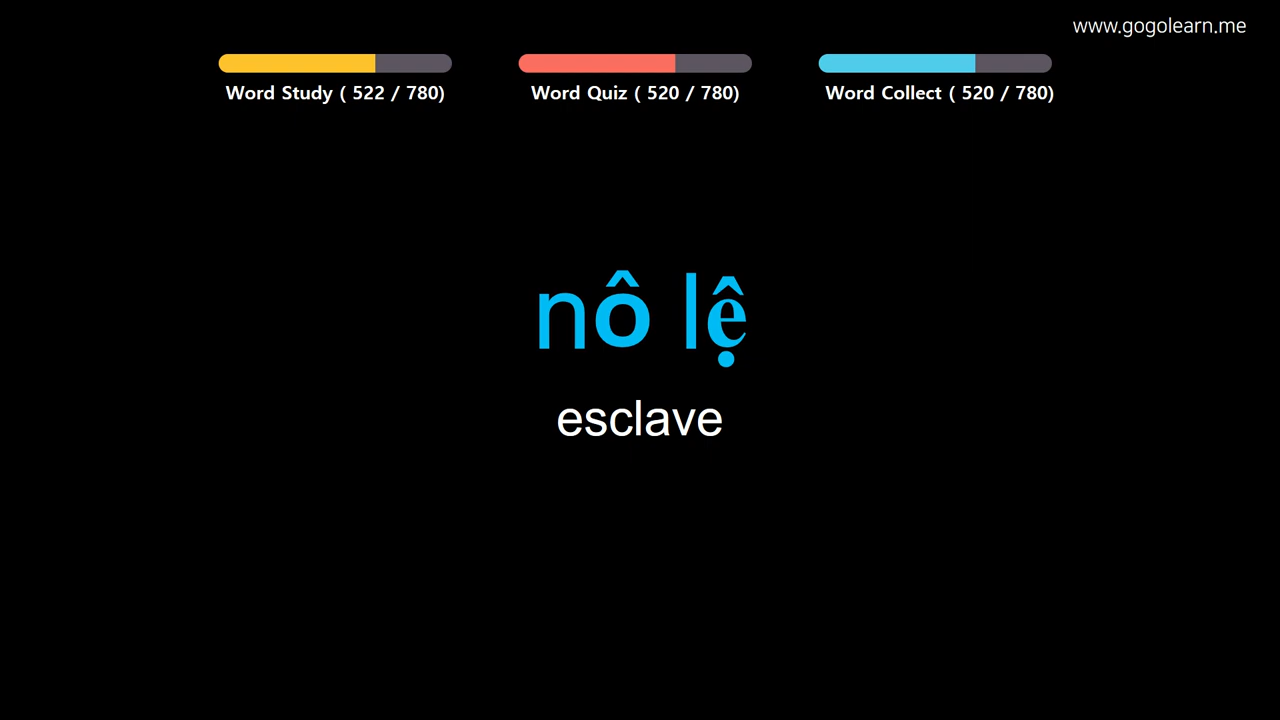 www.gogolearn.me
Word Study ( 522 / 780)
Word Quiz ( 520 / 780)
Word Collect ( 520 / 780)
nô lệ
esclave